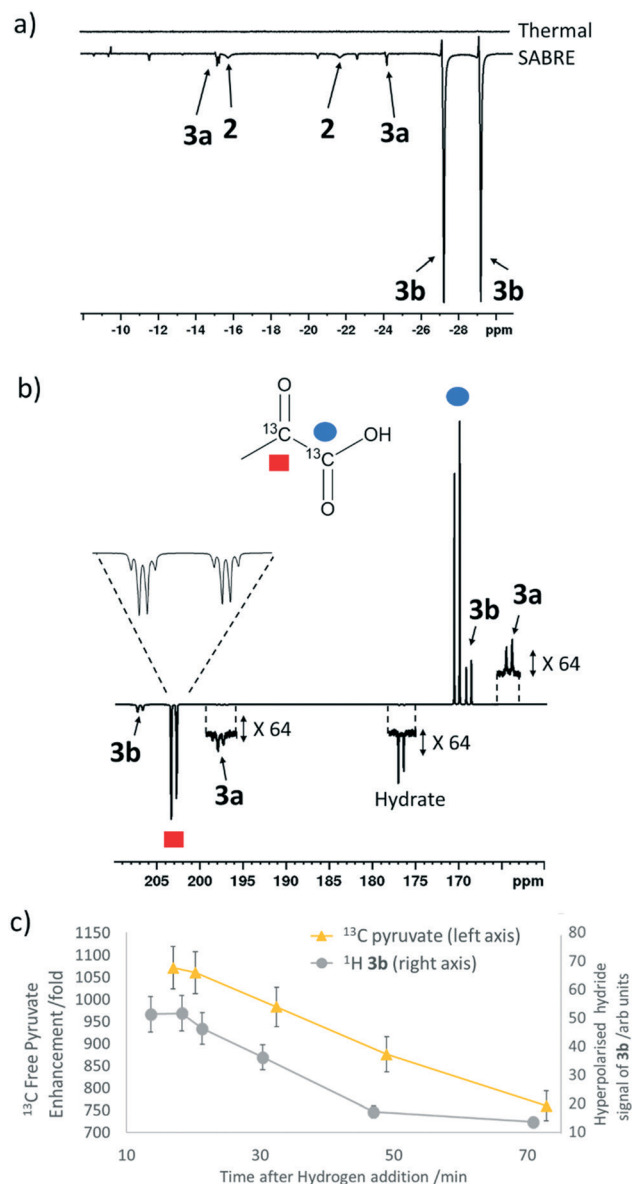 a)
Thermal
SABRE
3a
2
2
3a
3b
3b
-10 -12 -14 -16 -18 -20 -22 -24 -26 -28 ppm
b)
O
13C
OH
13C
O
3b
3a
X 64
X 64
X 64
3b
3a
Hydrate
205 200 195 190 185 180 175 170 ppm
c)
13C Free Pyruvate
Enhancement /fold
1150
1100
1050
1000
950
900
850
800
750
700
13C pyruvate (left axis)
1H 3b (right axis)
80
70
60
50
40
30
20
10
Hyperpolarised hydride
signal of 3b /arb units
10 30 50 70
Time after Hydrogen addition /min